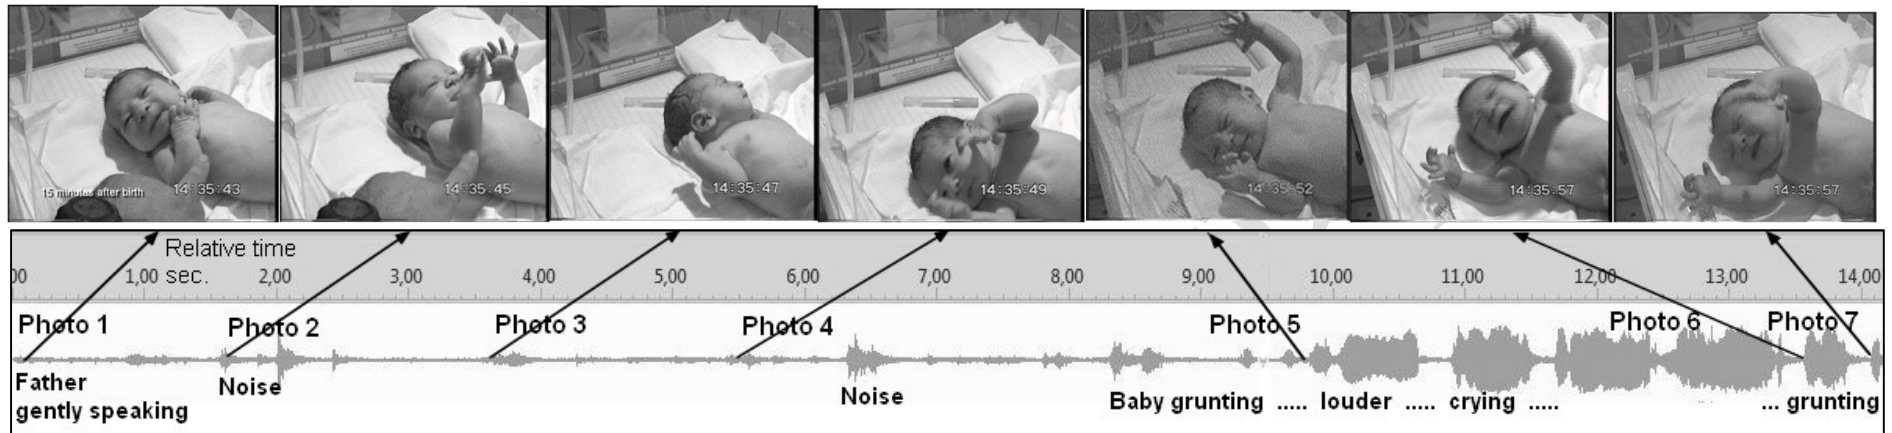 15 minutes after birth 14:35:43
14:35:45
14:35:47
14:35:49
14:35:52
14:35:57
14:35:57
Relative time
sec.
00 1,00 2,00 3,00 4,00 5,00 6,00 7,00 8,00 9,00 10,00 11,00 12,00 13,00 14,00
Photo 1 Photo 2 Photo 3 Photo 4 Photo 5 Photo 6 Photo 7
Father
gently speaking
Noise
Noise
Baby grunting ..... louder ..... crying ..... ... grunting